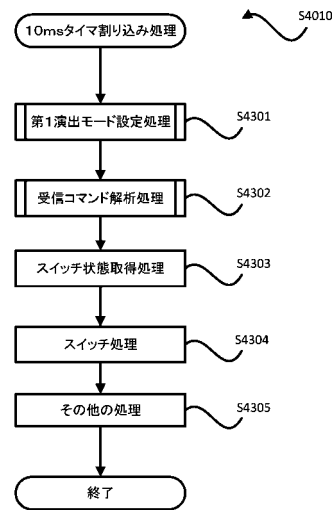 10msタイマ割り込み処理
S4010
第1演出モード設定処理
S4301
受信コマンド解析処理
S4302
スイッチ状態取得処理
S4303
スイッチ処理
S4304
その他の処理
S4305
終了